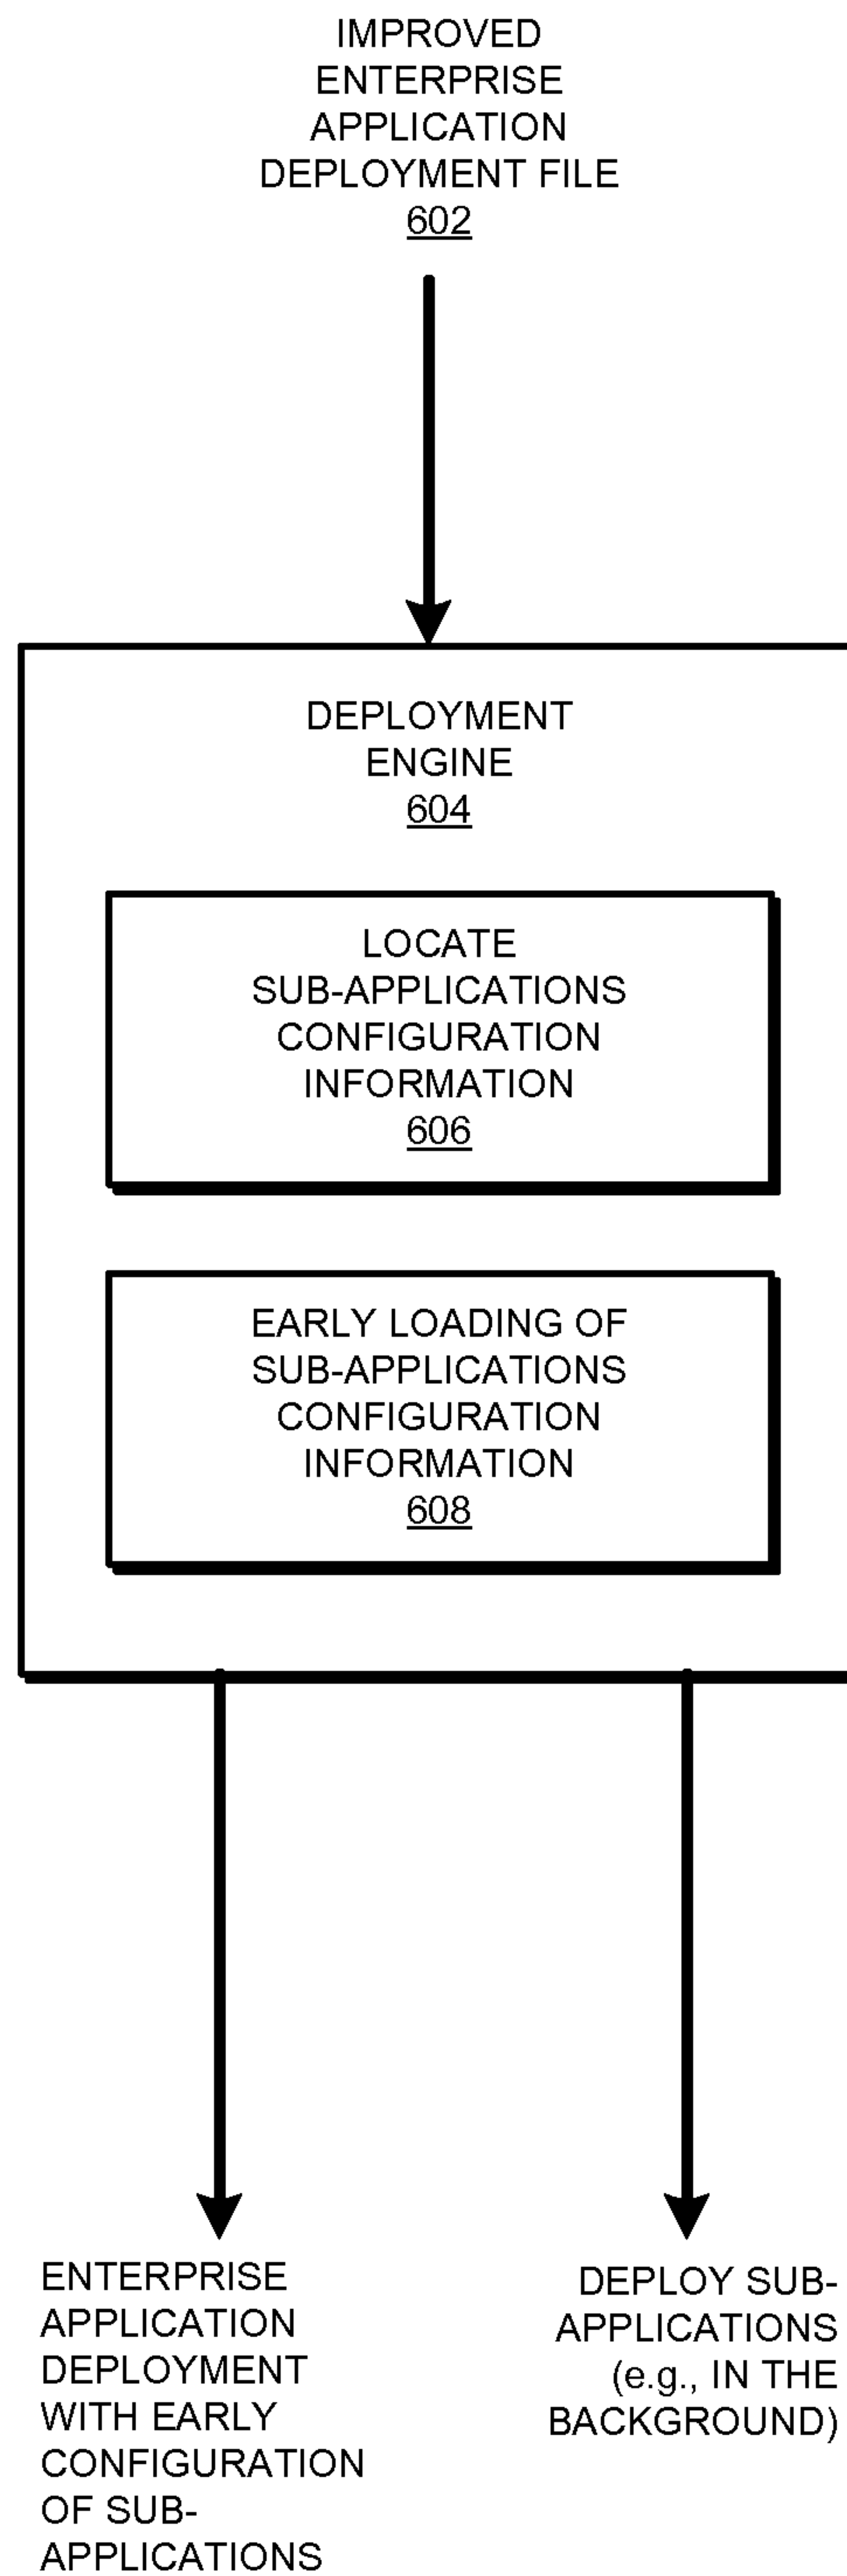 IMPROVED
ENTERPRISE
APPLICATION
DEPLOYMENT FILE
602
DEPLOYMENT
ENGINE
604
LOCATE
SUB-APPLICATIONS
CONFIGURATION
INFORMATION
606
EARLY LOADING OF
SUB-APPLICATIONS
CONFIGURATION
INFORMATION
608
ENTERPRISE
APPLICATION
DEPLOYMENT
WITH EARLY
CONFIGURATION
OF SUB-
APPLICATIONS
DEPLOY SUB-
APPLICATIONS
(e.g., IN THE
BACKGROUND)